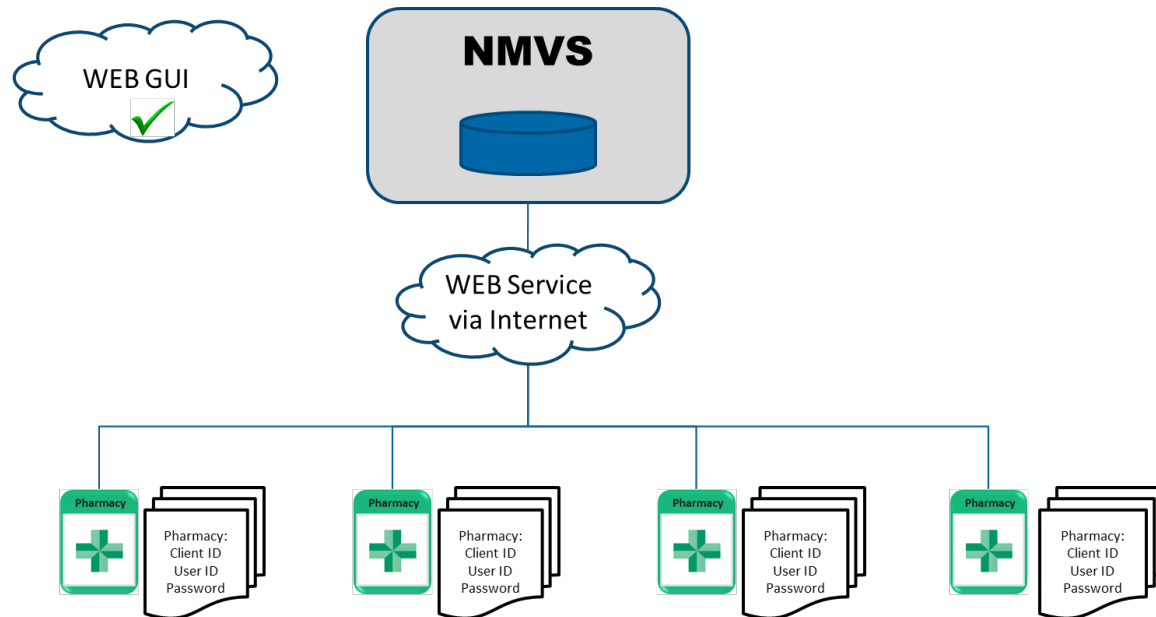 NMVS
WEB GUI
WEB Service
via Internet
Pharmacy
Pharmacy:
Client ID
User ID
Password
Pharmacy
Pharmacy:
Client ID
User ID
Password
Pharmacy
Pharmacy:
Client ID
User ID
Password
Pharmacy
Pharmacy:
Client ID
User ID
Password